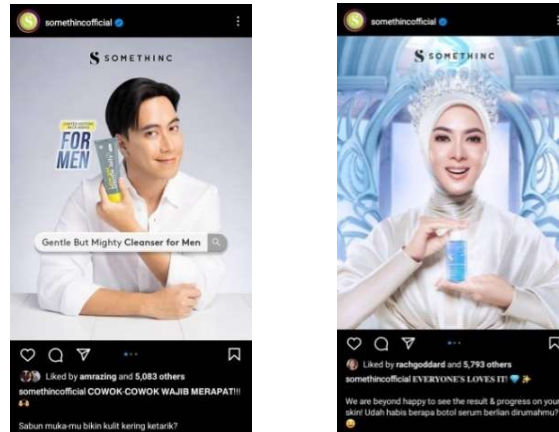 somethincofficial
SOMETHINC
LIMITED EDITION
FOR
MEN
Gentle But Mighty Cleanser for Men
Liked by amrazing and 5,083 others
somethincofficial COWOK-COWOK WAJIB MERAPAT!!!
Sabun muka-mu bikin kulit kering ketarik?
somethincofficial
SOMETHINC
Liked by rachgoddard and 5,793 others
somethincofficial EVERYONE'S LOVES IT!
We are beyond happy to see the result & progress on your
skin! Udah habis berapa botol serum berlian dirumahmu?